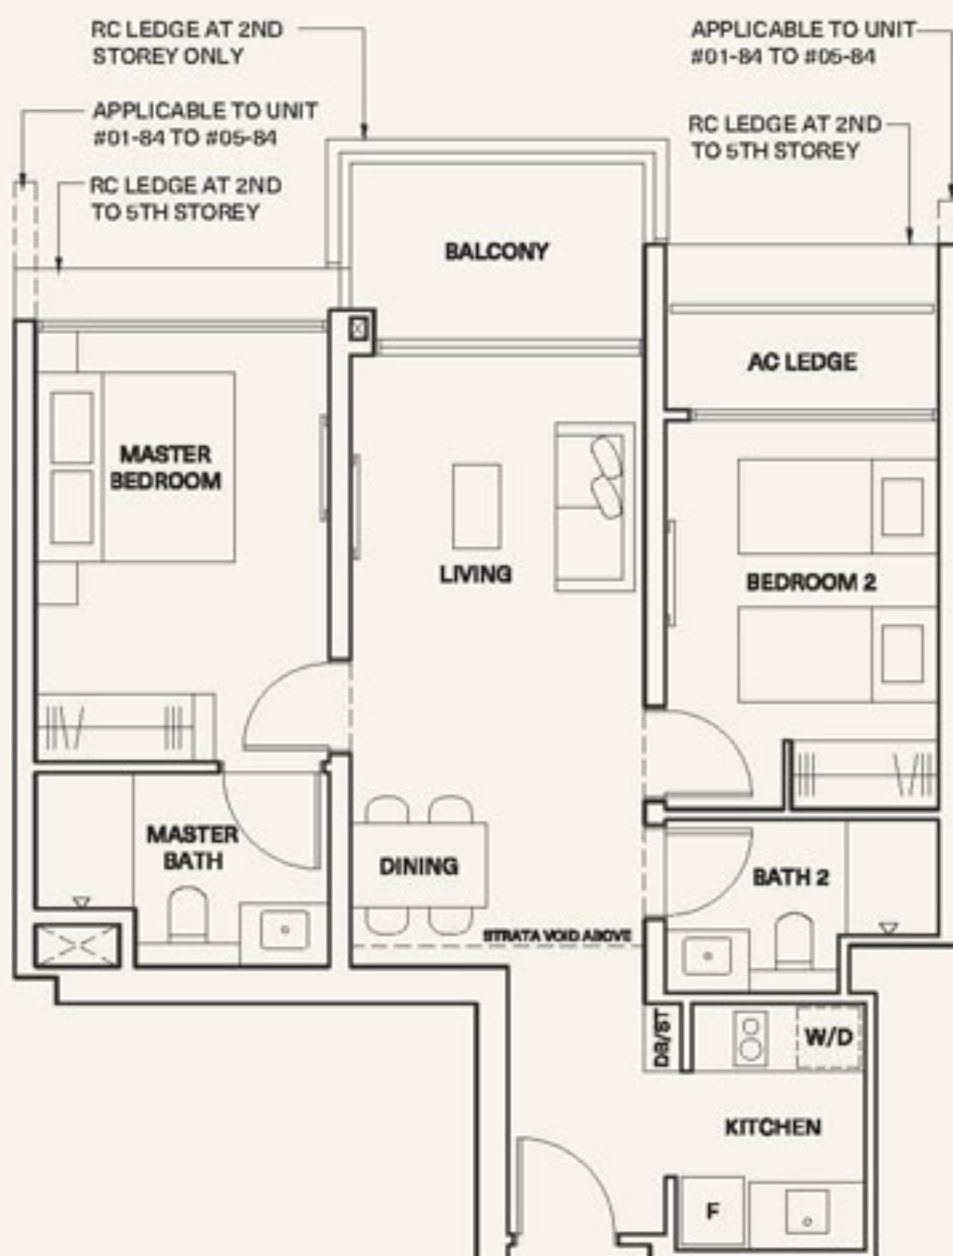 RC LEDGE AT 2ND
STOREY ONLY
APPLICABLE TO UNIT
#01-84 TO #05-84
APPLICABLE TO UNIT
#01-84 TO #05-84
RC LEDGE AT 2ND
TO 5TH STOREY
RC LEDGE AT 2ND
TO 5TH STOREY
BALCONY
AC LEDGE
MASTER
BEDROOM
LIVING
BEDROOM 2
MASTER
BATH
DINING
BATH 2
STRATA VOID ABOVE
DB/ST
W/D
KITCHEN
F